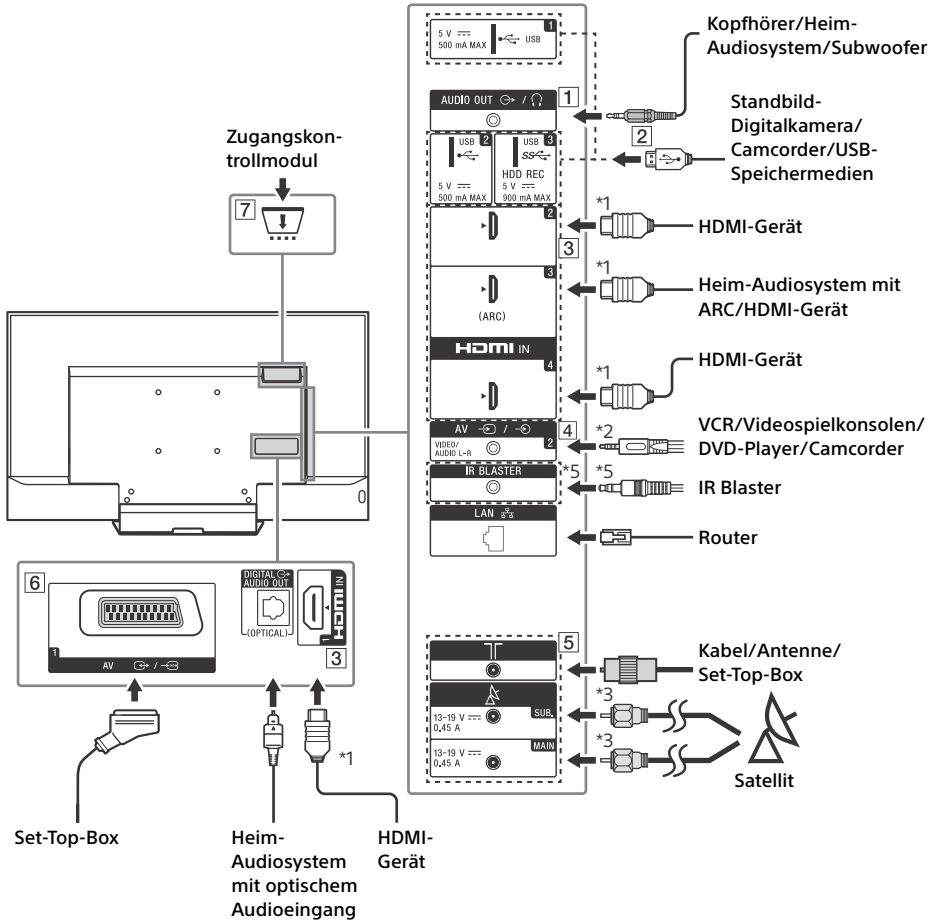 5 V
500 mA MAX
USB
1
Kopfhörer/Heim-
Audiosystem/Subwoofer
AUDIO OUT /
1
Standbild-
Digitalkamera/
Camcorder/USB-
Speichermedien
2
USB
2
5 V
500 mA MAX
USB
3
SS
HDD REC
5 V
900 mA MAX
Zugangskon-
trollmodul
7
2
3
*1
HDMI-Gerät
3
(ARC)
*1
Heim-Audiosystem mit
ARC/HDMI-Gerät
HDMI IN
4
*1
HDMI-Gerät
AV /
4
VIDEO/
AUDIO L-R
2
*2
VCR/Videospielkonsolen/
DVD-Player/Camcorder
IR BLASTER
*5
*5
IR Blaster
LAN
Router
6
1
AV /
DIGITAL
AUDIO OUT
(OPTICAL)
HDMI IN
1
3
*1
Set-Top-Box
Heim-
Audiosystem
mit optischem
Audioeingang
HDMI-
Gerät
5
Kabel/Antenne/
Set-Top-Box
SUB.
13-19 V
0.45 A
*3
MAIN
13-19 V
0.45 A
*3
Satellit